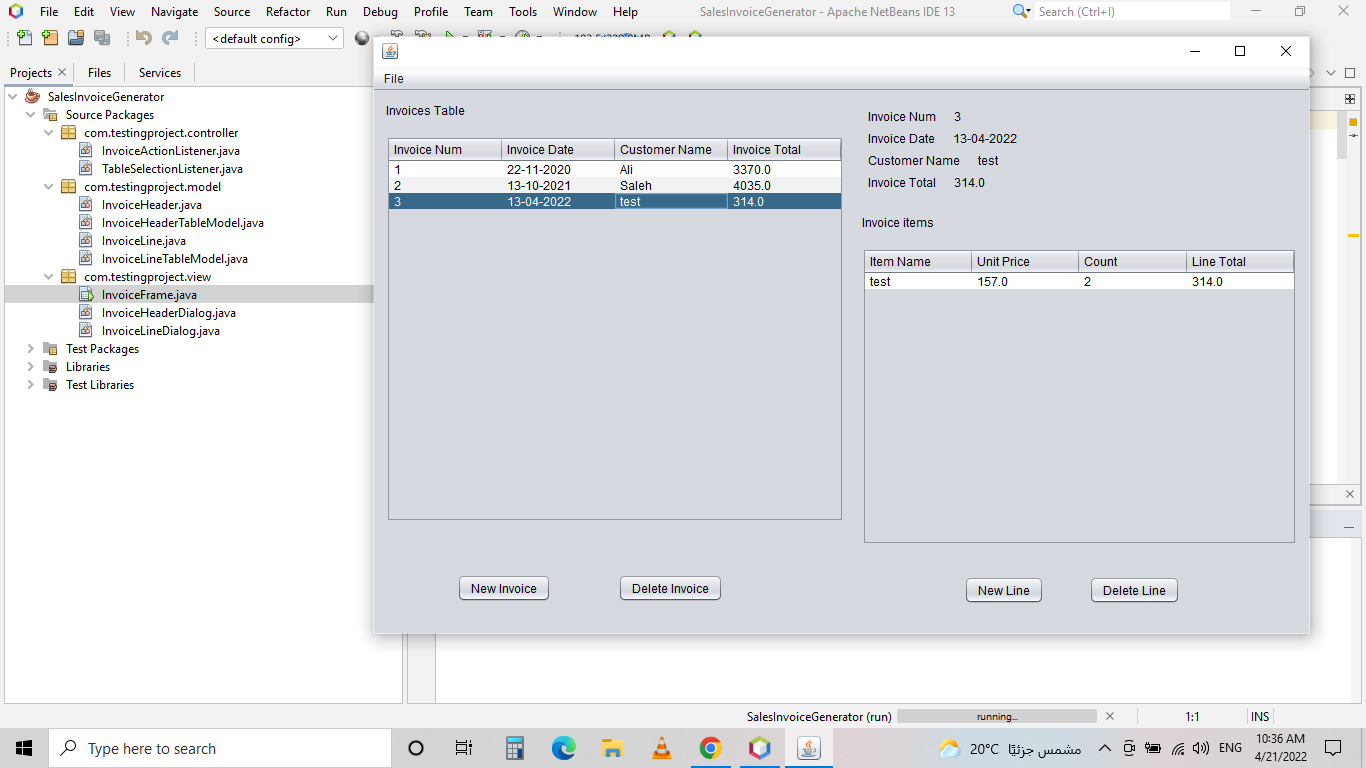 File Edit View Navigate Source Refactor Run Debug Profile Team Tools Window Help SalesInvoiceGenerator - Apache NetBeans IDE 13 Search (Ctrl+I)
<default config>
Projects Files Services
SalesInvoiceGenerator
Source Packages
com.testingproject.controller
InvoiceActionListener.java
TableSelectionListener.java
com.testingproject.model
InvoiceHeader.java
InvoiceHeaderTableModel.java
InvoiceLine.java
InvoiceLineTableModel.java
com.testingproject.view
InvoiceFrame.java
InvoiceHeaderDialog.java
InvoiceLineDialog.java
Test Packages
Libraries
Test Libraries
File
Invoices Table
Invoice Num Invoice Date Customer Name Invoice Total
1 22-11-2020 Ali 3370.0
2 13-10-2021 Saleh 4035.0
3 13-04-2022 test 314.0
New Invoice Delete Invoice
Invoice Num 3
Invoice Date 13-04-2022
Customer Name test
Invoice Total 314.0
Invoice items
Item Name Unit Price Count Line Total
test 157.0 2 314.0
New Line Delete Line
SalesInvoiceGenerator (run) running... 1:1 INS
Type here to search
20°C مشمس جزئيًا
ENG
10:36 AM
4/21/2022